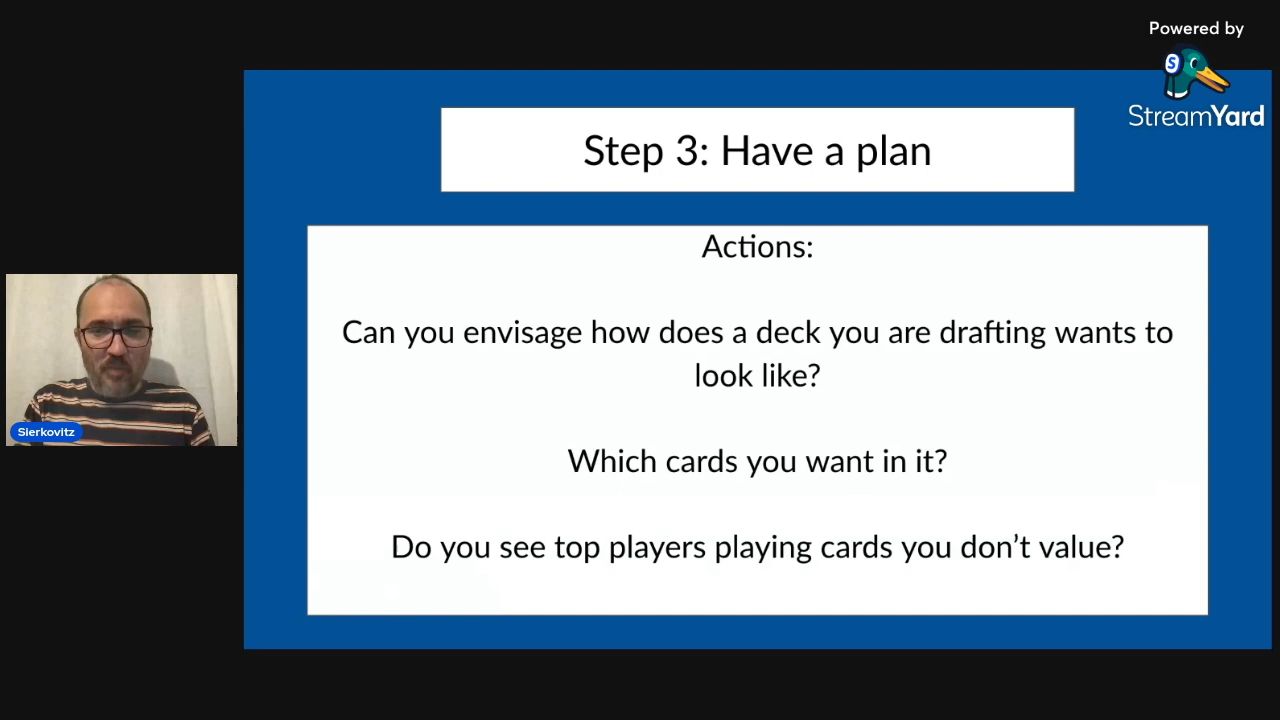 Powered by
S
StreamYard
Step 3: Have a plan
Actions:
Can you envisage how does a deck you are drafting wants to
look like?
Which cards you want in it?
Do you see top players playing cards you don’t value?
Sierkovitz